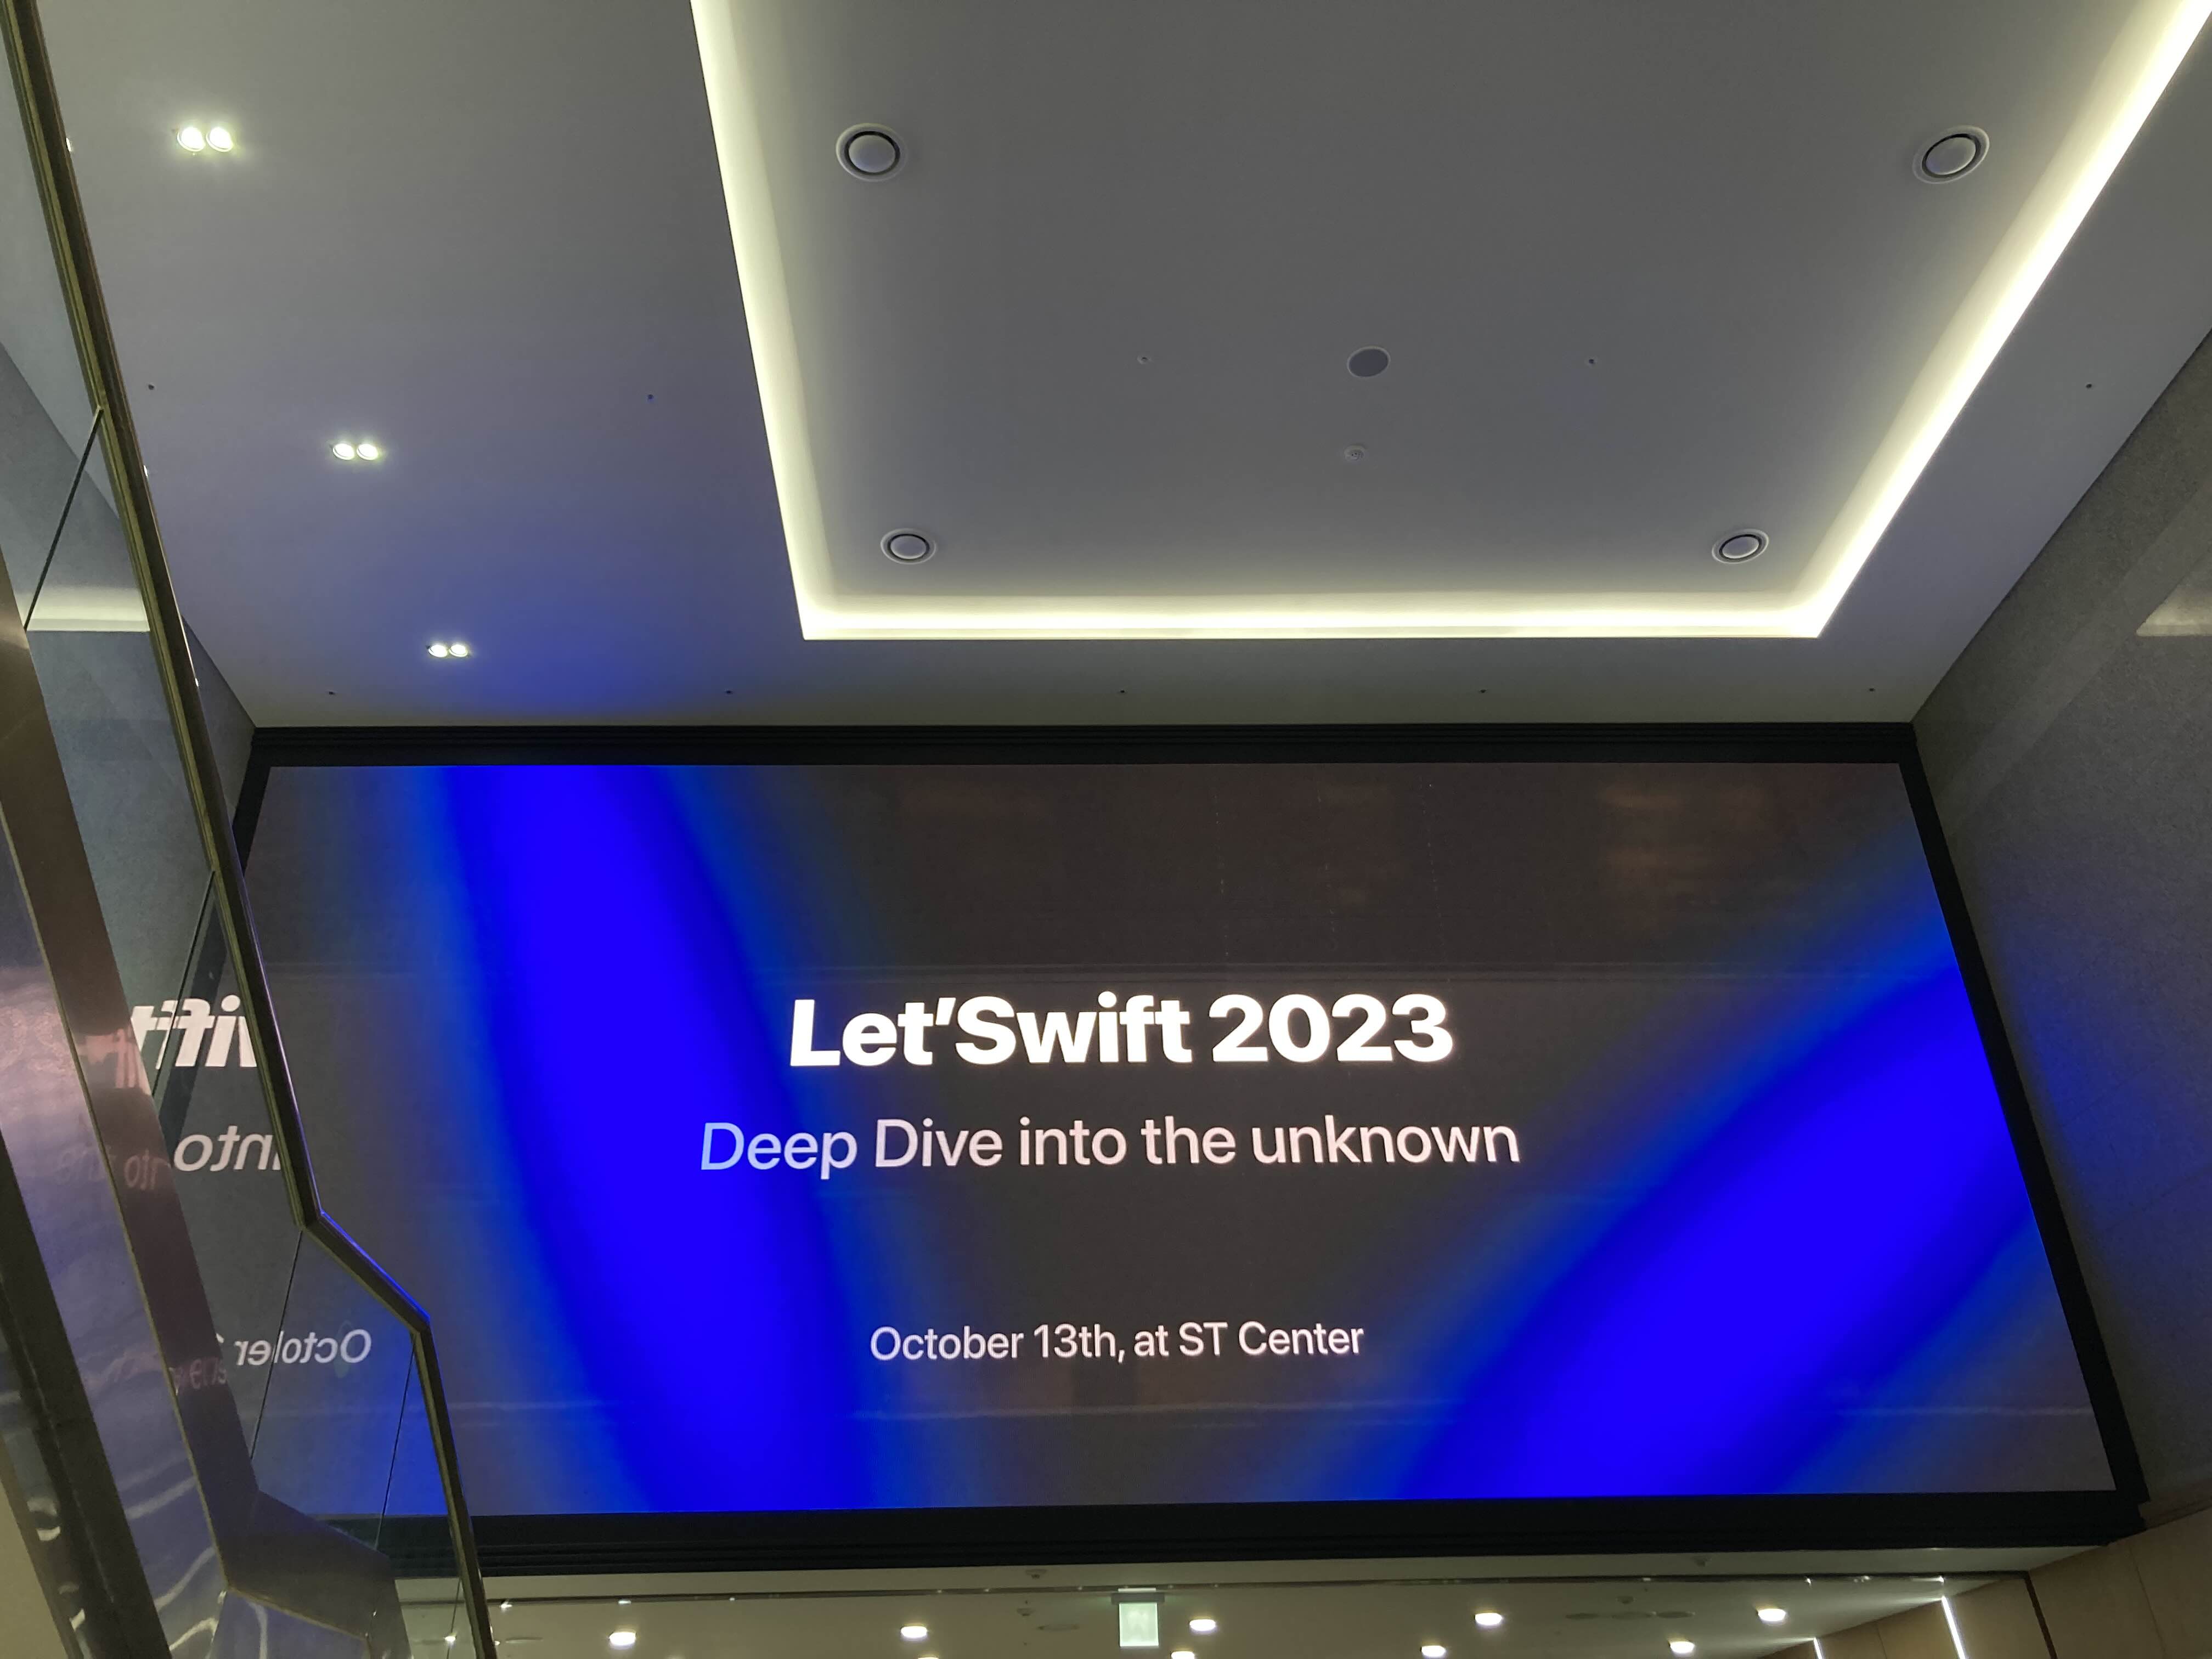 Let'Swift 2023
Deep Dive into the unknown
October 13th, at ST Center